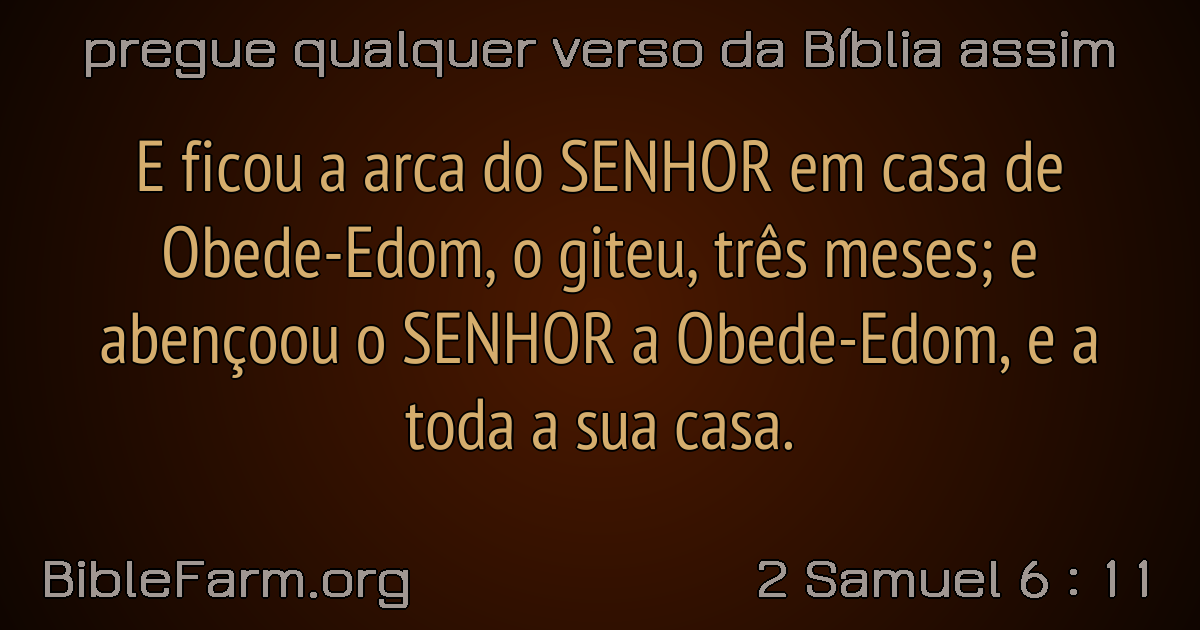 pregue qualquer verso da Bíblia assim
E ficou a arca do SENHOR em casa de
Obede-Edom, o giteu, três meses; e
abençoou o SENHOR a Obede-Edom, e a
toda a sua casa.
BibleFarm.org
2 Samuel 6 : 11